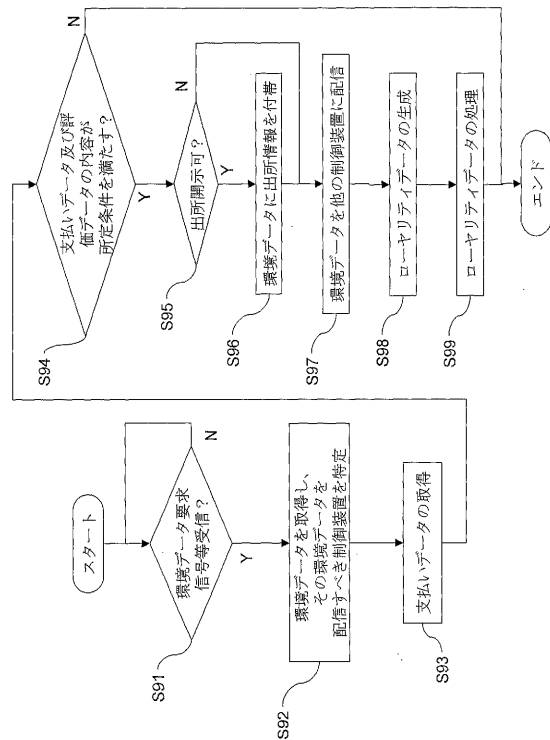 スタート
環境データ要求
信号等受信？
N
Y
S91
環境データを取得し、
その環境データを
配信すべき制御装置を特定
S92
支払いデータの取得
S93
支払いデータ及び評
価データの内容が
所定条件を満たす？
N
Y
S94
出所開示可？
N
Y
S95
環境データに出所情報を付帯
S96
環境データを他の制御装置に配信
S97
ローヤリティデータの生成
S98
ローヤリティデータの処理
S99
エンド